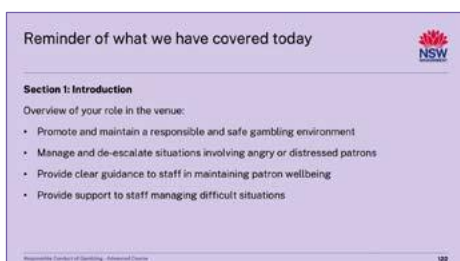 Reminder of what we have covered today
NSW
GOVERNMENT
Section 1: Introduction
Overview of your role in the venue:
• Promote and maintain a responsible and safe gambling environment
• Manage and de-escalate situations involving angry or distressed patrons
• Provide clear guidance to staff in maintaining patron wellbeing
• Provide support to staff managing difficult situations
Responsible Conduct of Gambling - Advanced Course
122